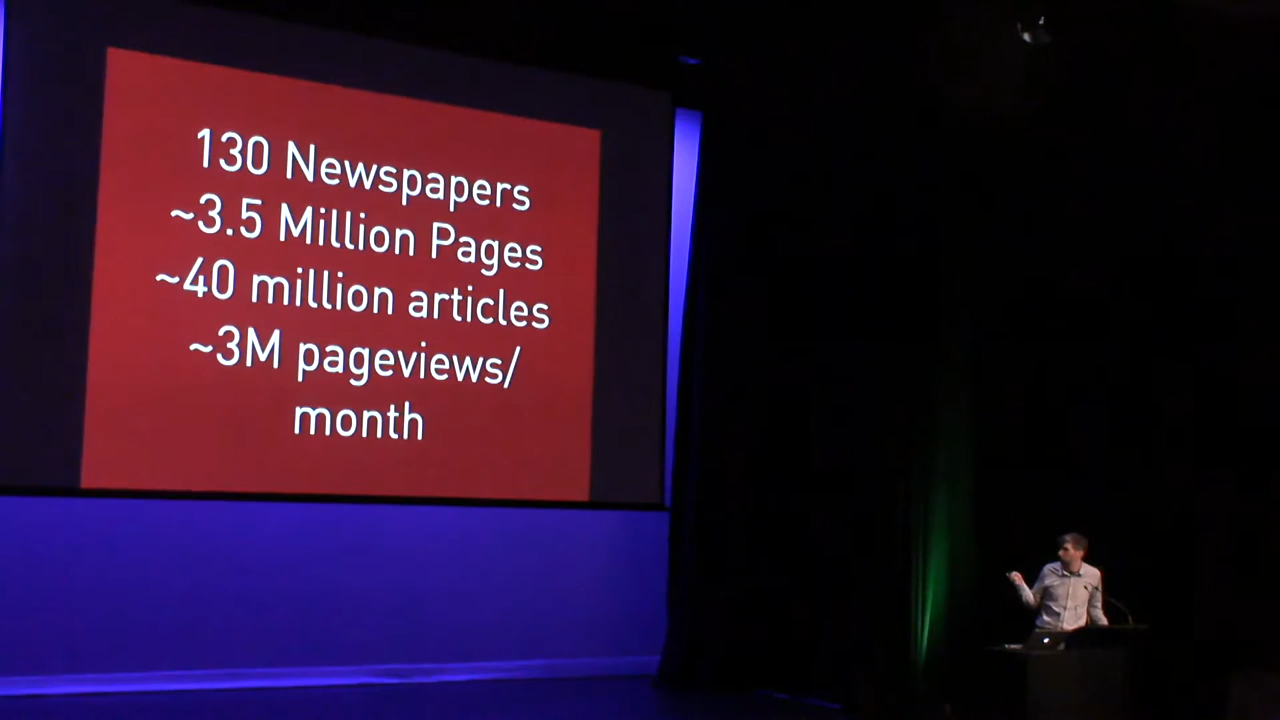 130 Newspapers
~3.5 Million Pages
~40 million articles
~3M pageviews/
month